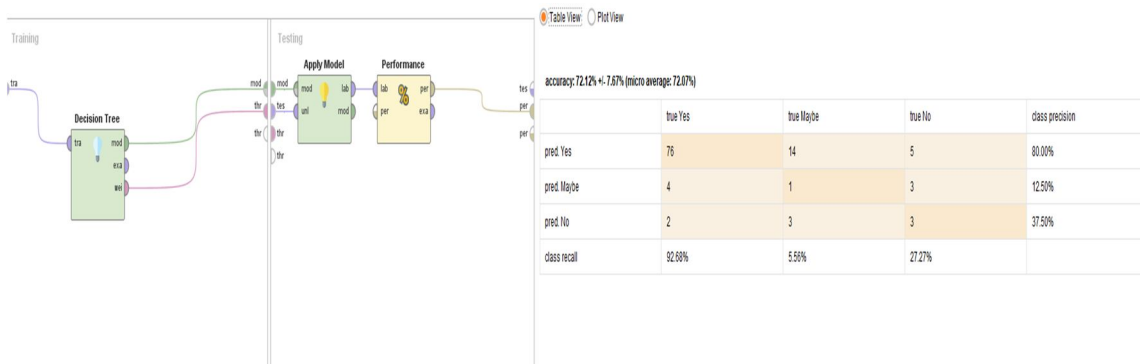 Training
tra
Decision Tree
tra mod
exa
wei
mod
thr
thr
Testing
mod
tes
thr
thr
Apply Model
mod lab
unl mod
Performance
lab per
per exa
tes
per
per
Table View Plot View
accuracy: 72.12% +/- 7.67% (micro average: 72.07%)
true Yes true Maybe true No class precision
pred. Yes 76 14 5 80.00%
pred. Maybe 4 1 3 12.50%
pred. No 2 3 3 37.50%
class recall 92.68% 5.56% 27.27%